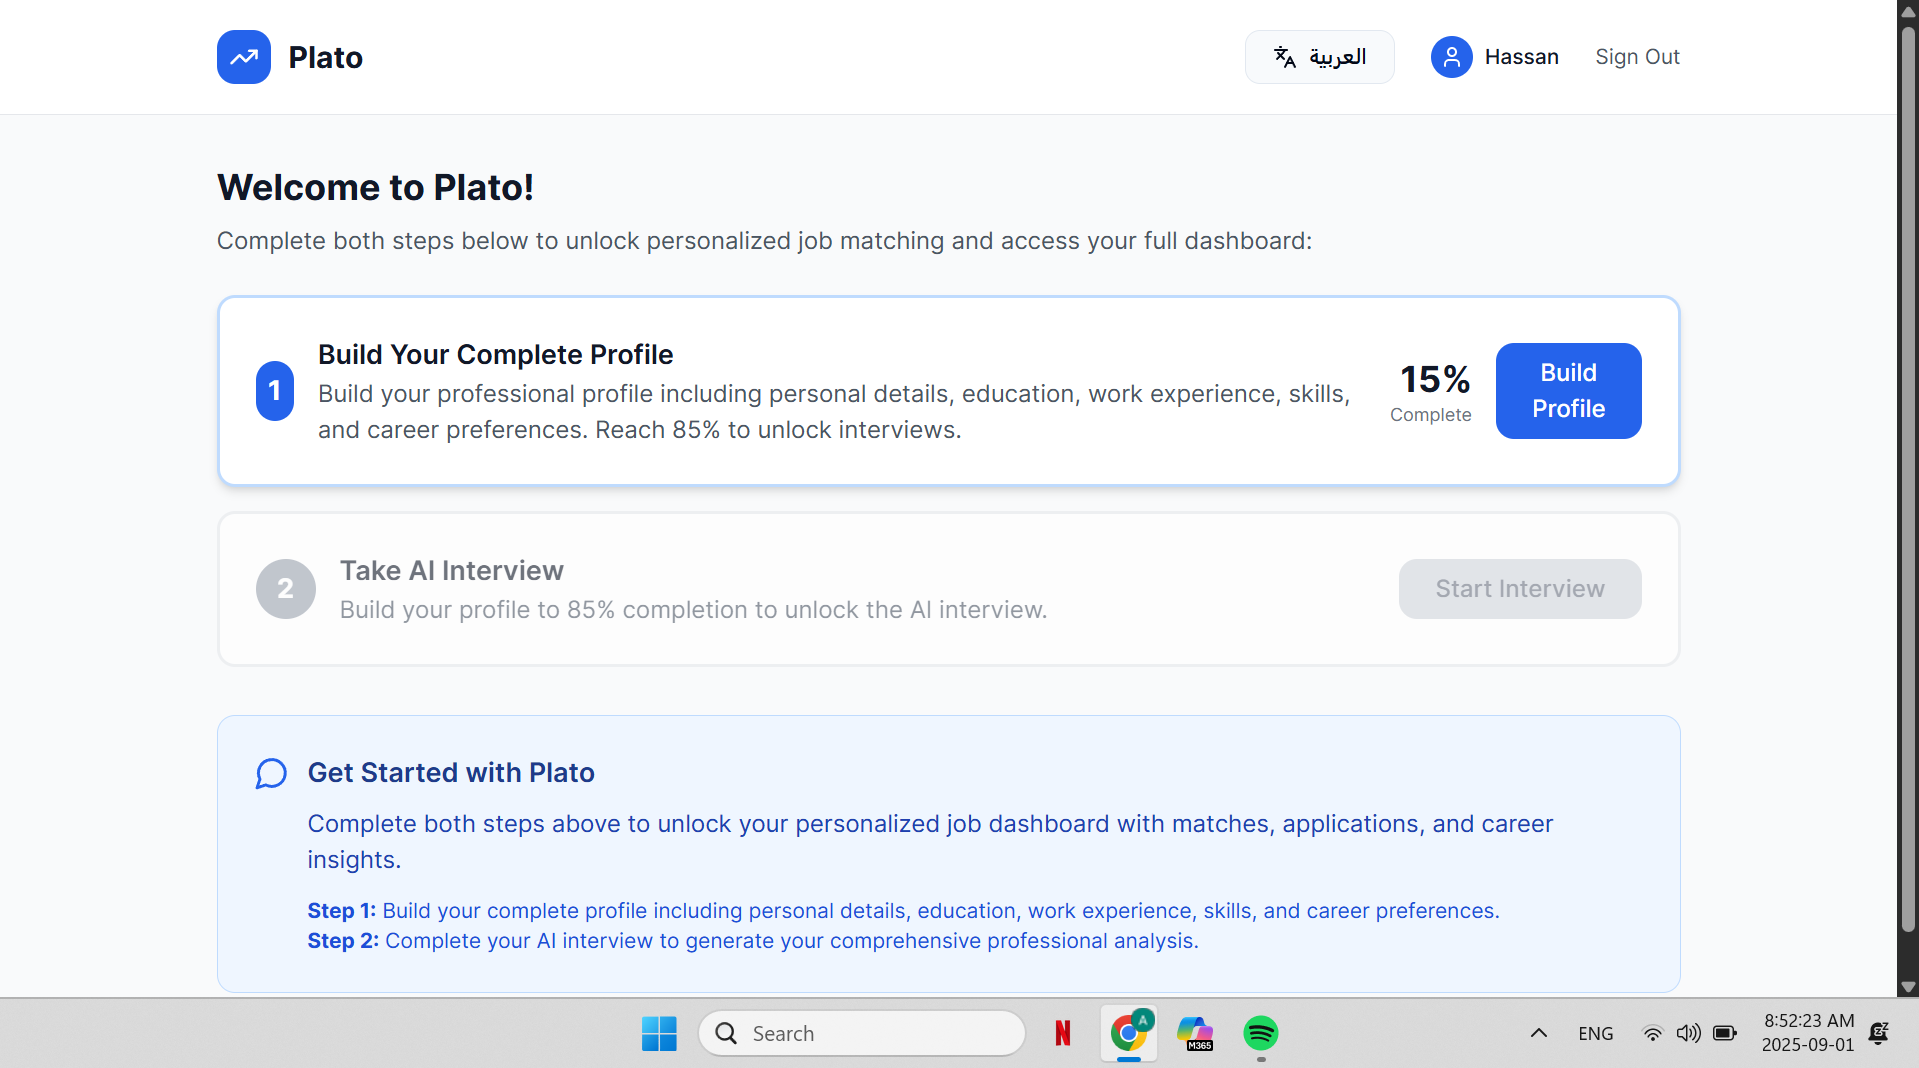 Plato
العربية
Hassan
Sign Out
Welcome to Plato!
Complete both steps below to unlock personalized job matching and access your full dashboard:
1
Build Your Complete Profile
Build your professional profile including personal details, education, work experience, skills,
and career preferences. Reach 85% to unlock interviews.
15%
Complete
Build
Profile
2
Take AI Interview
Build your profile to 85% completion to unlock the AI interview.
Start Interview
Get Started with Plato
Complete both steps above to unlock your personalized job dashboard with matches, applications, and career
insights.
Step 1: Build your complete profile including personal details, education, work experience, skills, and career preferences.
Step 2: Complete your AI interview to generate your comprehensive professional analysis.
Search
N
A
M365
ENG
8:52:23 AM
2025-09-01